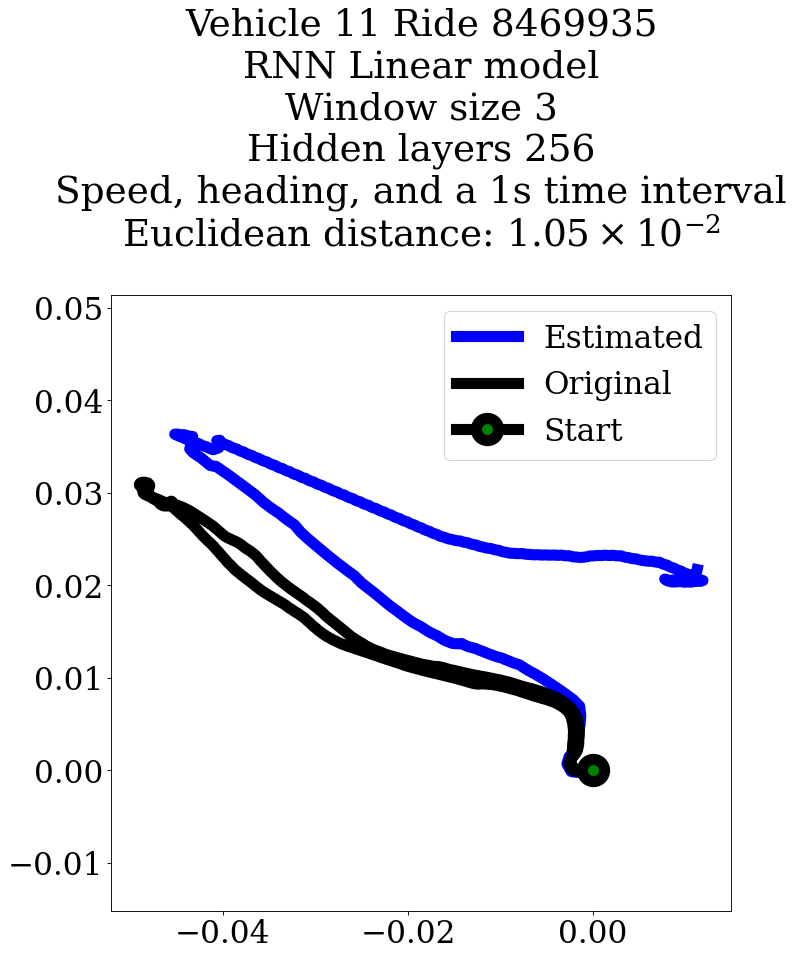 Vehicle 11 Ride 8469935
RNN Linear model
Window size 3
Hidden layers 256
Speed, heading, and a 1s time interval
Euclidean distance: 1.05 × 10⁻²
Estimated
Original
Start
0.05
0.04
0.03
0.02
0.01
0.00
−0.01
−0.04
−0.02
0.00